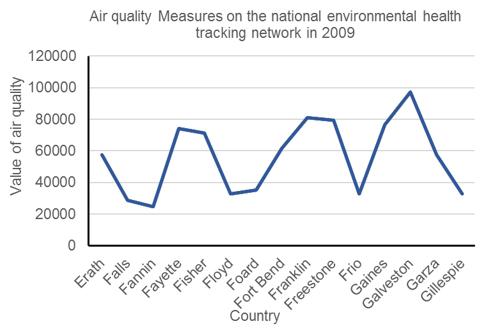 Air quality Measures on the national environmental health
tracking network in 2009
Value of air quality
120000
100000
80000
60000
40000
20000
0
Erath
Falls
Fannin
Fayette
Fisher
Floyd
Foard
Fort Bend
Franklin
Freestone
Frio
Gaines
Galveston
Garza
Gillespie
Country